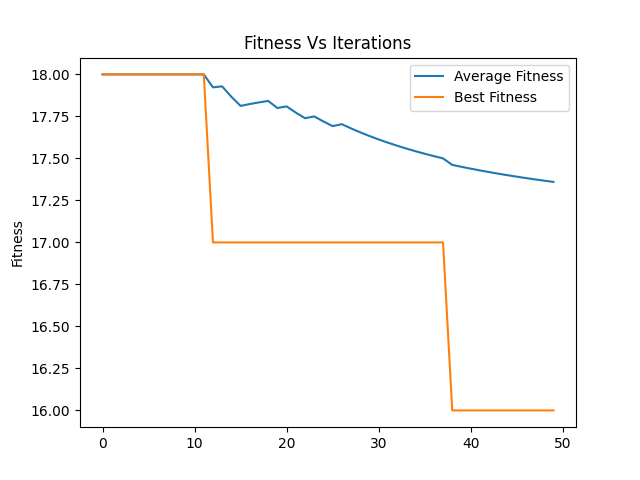 Fitness Vs Iterations
Average Fitness
Best Fitness
Fitness
18.00
17.75
17.50
17.25
17.00
16.75
16.50
16.25
16.00
0 10 20 30 40 50